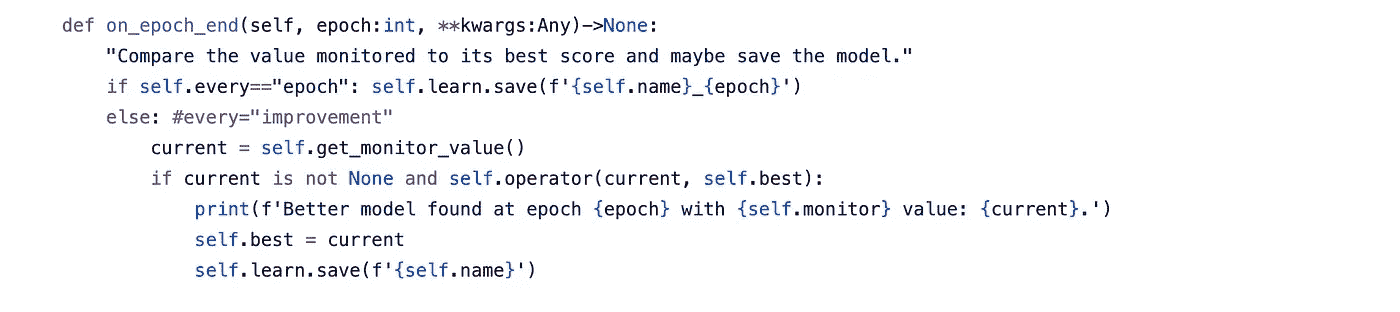 def on_epoch_end(self, epoch:int, **kwargs:Any)->None:
    "Compare the value monitored to its best score and maybe save the model."
    if self.every=="epoch": self.learn.save(f'{self.name}_{epoch}')
    else: #every="improvement"
        current = self.get_monitor_value()
        if current is not None and self.operator(current, self.best):
            print(f'Better model found at epoch {epoch} with {self.monitor} value: {current}.')
            self.best = current
            self.learn.save(f'{self.name}')